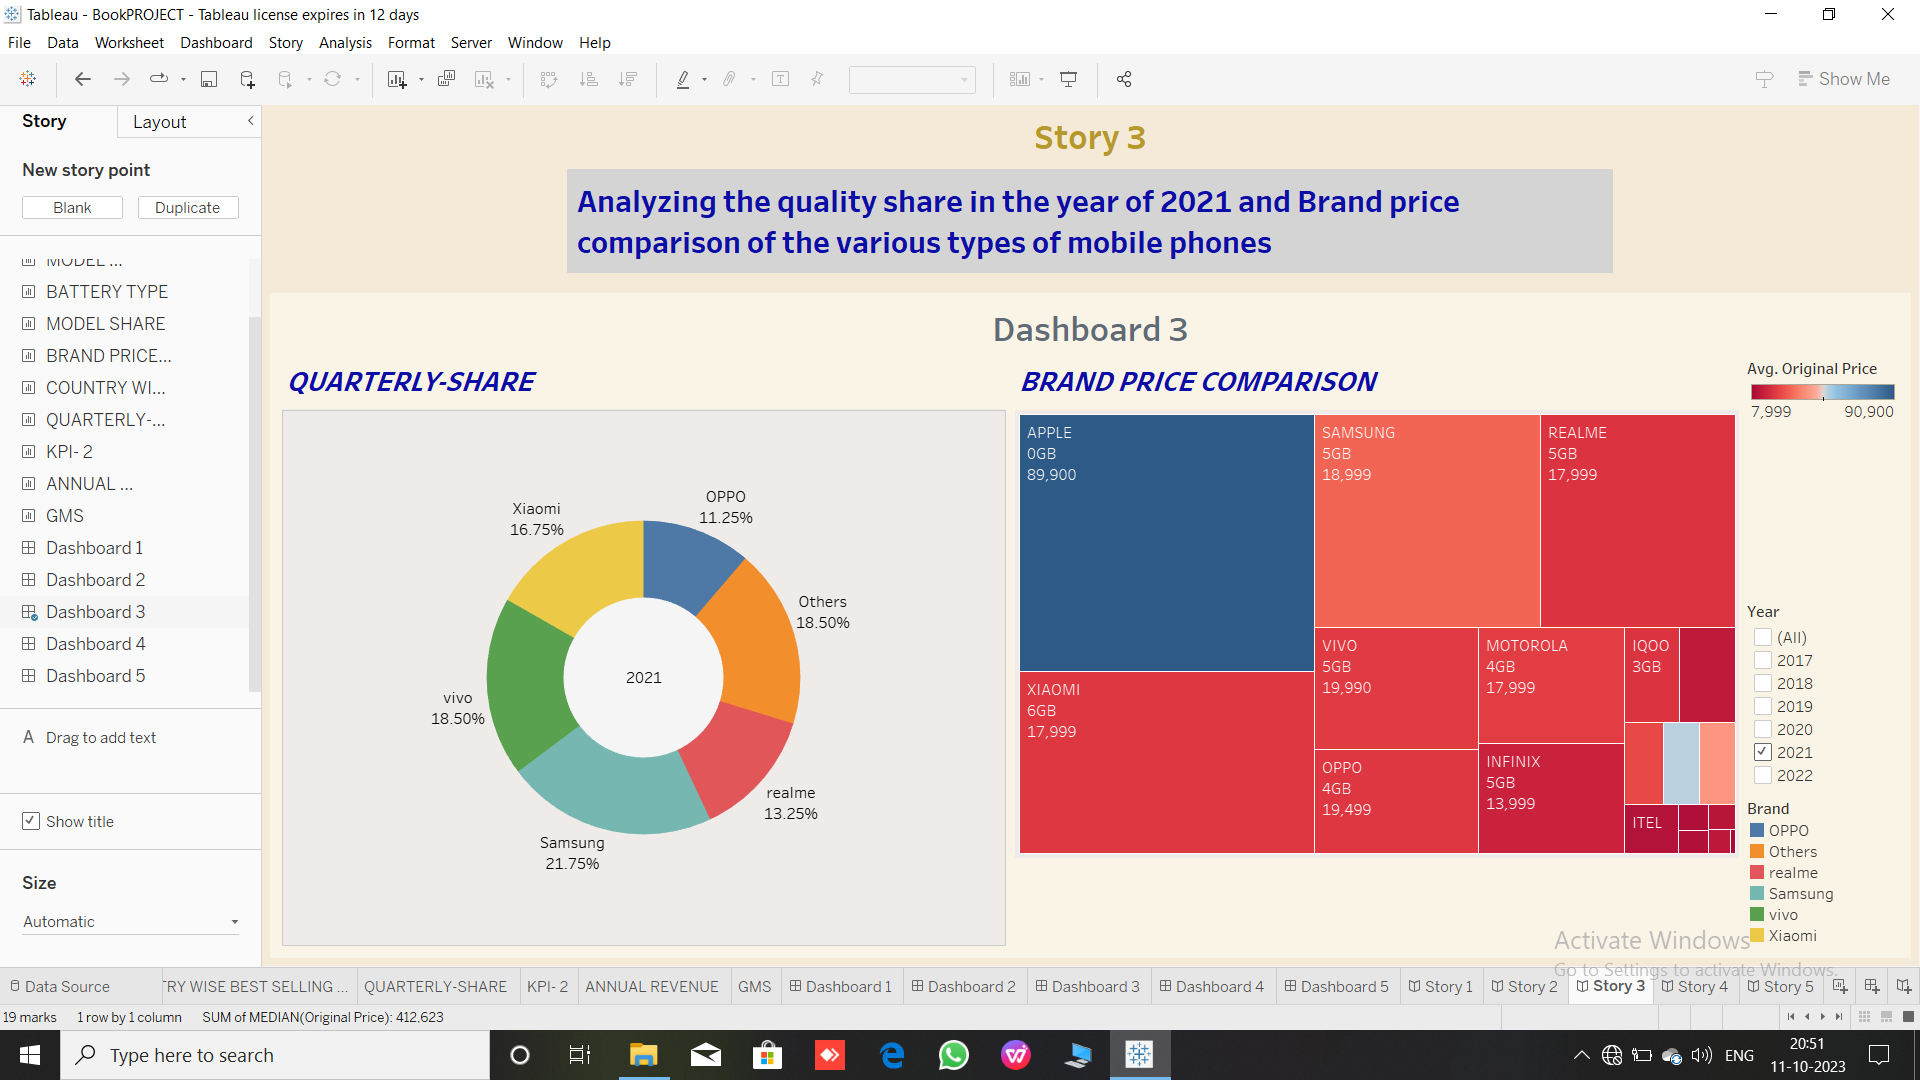 Tableau - BookPROJECT - Tableau license expires in 12 days
File Data Worksheet Dashboard Story Analysis Format Server Window Help
Show Me
Story
Layout
New story point
Blank
Duplicate
MODEL ...
BATTERY TYPE
MODEL SHARE
BRAND PRICE...
COUNTRY WI...
QUARTERLY-...
KPI- 2
ANNUAL ...
GMS
Dashboard 1
Dashboard 2
Dashboard 3
Dashboard 4
Dashboard 5
A Drag to add text
Show title
Size
Automatic
Story 3
Analyzing the quality share in the year of 2021 and Brand price
comparison of the various types of mobile phones
Dashboard 3
QUARTERLY-SHARE
Xiaomi
16.75%
OPPO
11.25%
Others
18.50%
2021
vivo
18.50%
realme
13.25%
Samsung
21.75%
BRAND PRICE COMPARISON
APPLE
0GB
89,900
SAMSUNG
5GB
18,999
REALME
5GB
17,999
XIAOMI
6GB
17,999
VIVO
5GB
19,990
MOTOROLA
4GB
17,999
IQOO
3GB
OPPO
4GB
19,499
INFINIX
5GB
13,999
ITEL
Avg. Original Price
7,999 90,900
Year
(All)
2017
2018
2019
2020
2021
2022
Brand
OPPO
Others
realme
Samsung
vivo
Xiaomi
Activate Windows
Go to Settings to activate Windows.
Data Source
TRY WISE BEST SELLING ...
QUARTERLY-SHARE
KPI- 2
ANNUAL REVENUE
GMS
Dashboard 1
Dashboard 2
Dashboard 3
Dashboard 4
Dashboard 5
Story 1
Story 2
Story 3
Story 4
Story 5
19 marks 1 row by 1 column SUM of MEDIAN(Original Price): 412,623
Type here to search
ENG
20:51
11-10-2023